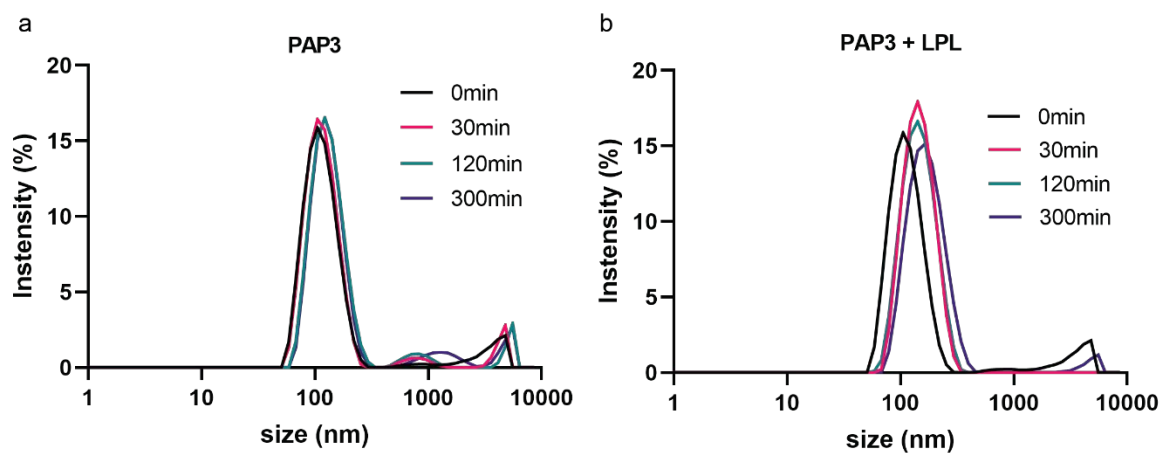 a
PAP3
Instensity (%)
20
15
10
5
0
0min
30min
120min
300min
1
10
100
1000
10000
size (nm)
b
PAP3 + LPL
Instensity (%)
20
15
10
5
0
0min
30min
120min
300min
1
10
100
1000
10000
size (nm)